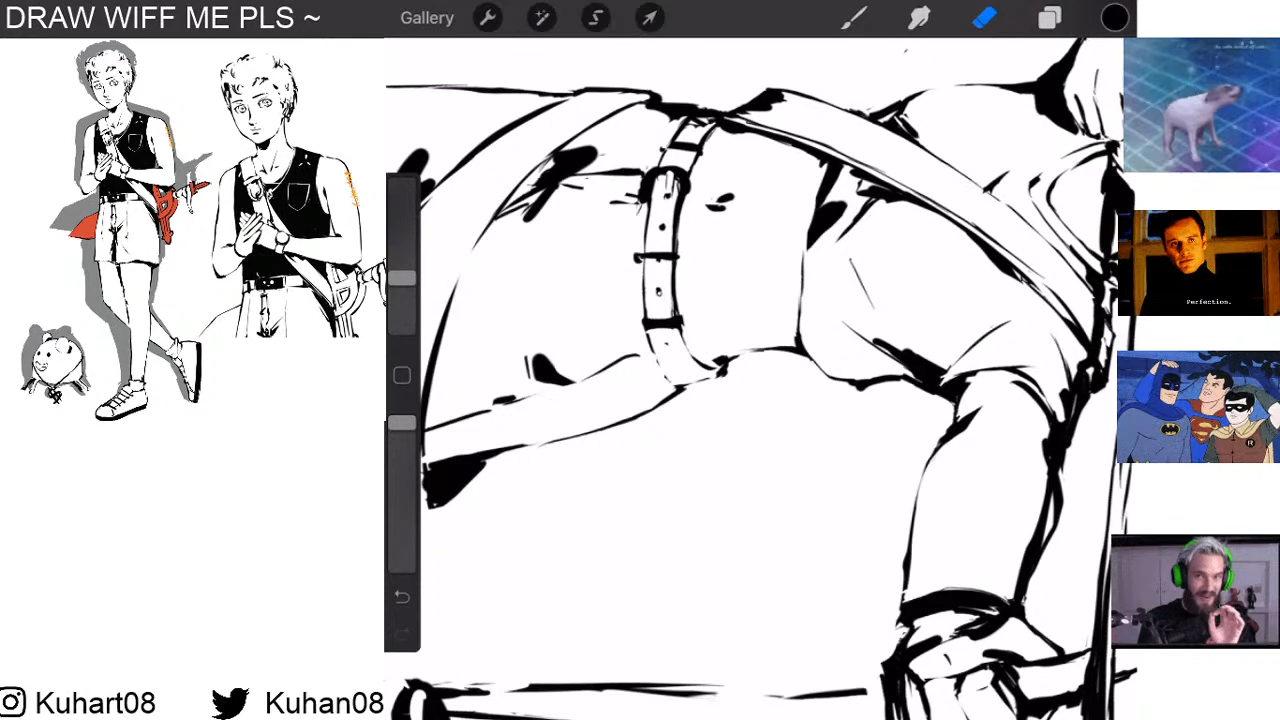 DRAW WIFF ME PLS ~
Gallery
Perfection.
Kuhart08
Kuhan08